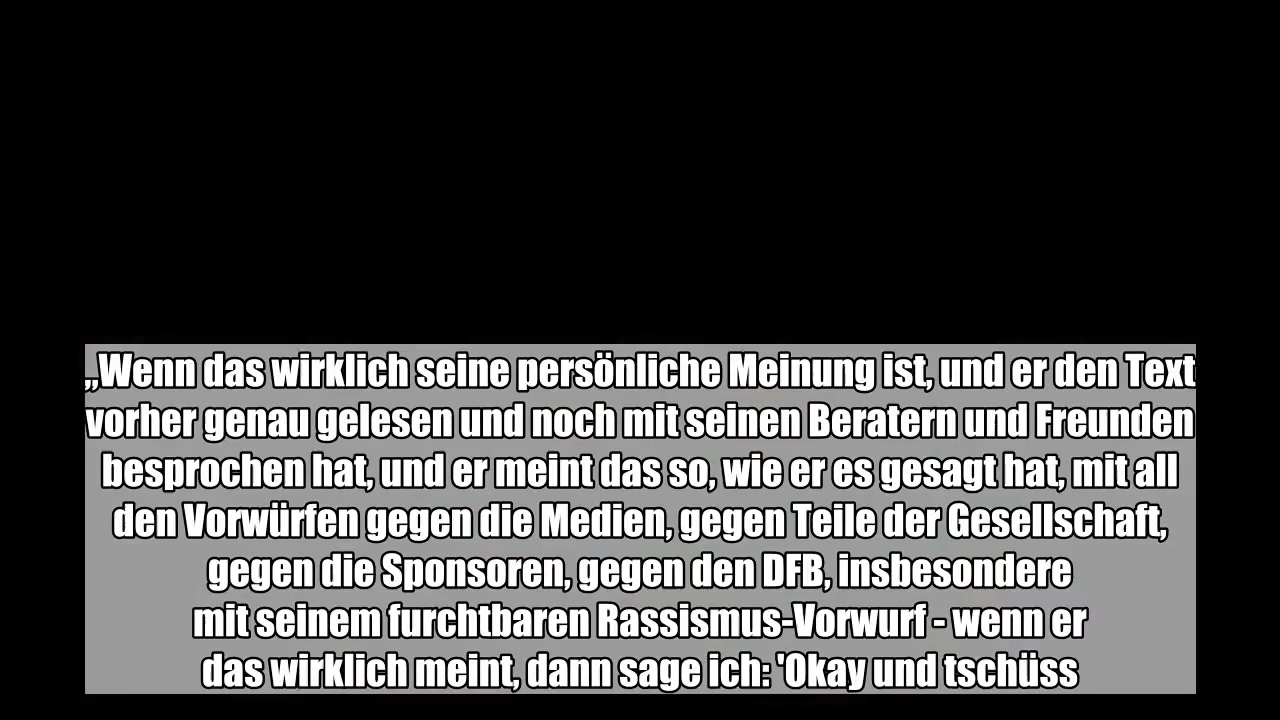 „Wenn das wirklich seine persönliche Meinung ist, und er den Text
vorher genau gelesen und noch mit seinen Beratern und Freunden
besprochen hat, und er meint das so, wie er es gesagt hat, mit all
den Vorwürfen gegen die Medien, gegen Teile der Gesellschaft,
gegen die Sponsoren, gegen den DFB, insbesondere
mit seinem furchtbaren Rassismus-Vorwurf - wenn er
das wirklich meint, dann sage ich: 'Okay und tschüss